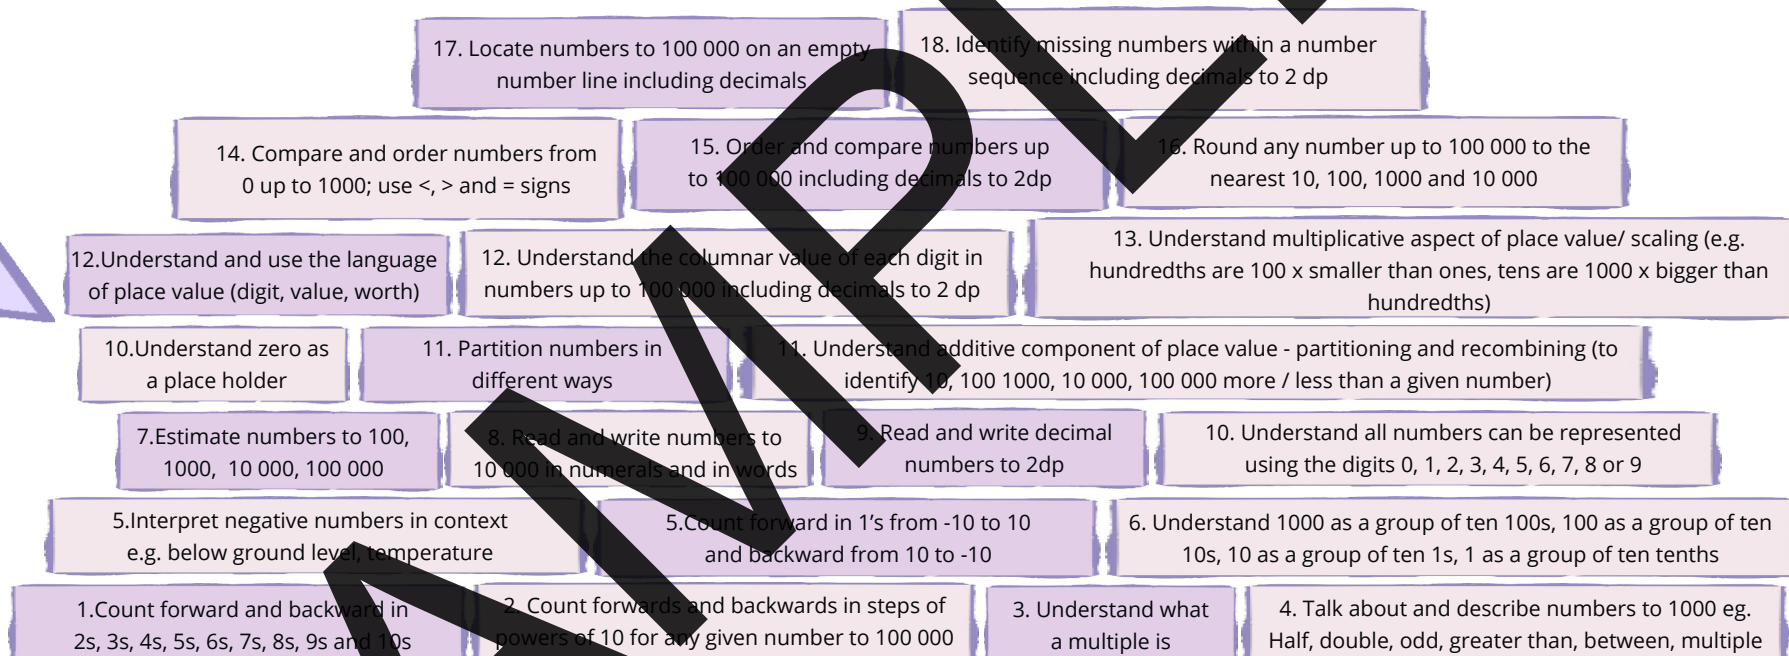 17. Locate numbers to 100 000 on an empty
number line including decimals
18. Identify missing numbers within a number
sequence including decimals to 2 dp
14. Compare and order numbers from
0 up to 1000; use <, > and = signs
15. Order and compare numbers up
to 100 000 including decimals to 2dp
16. Round any number up to 100 000 to the
nearest 10, 100, 1000 and 10 000
12.Understand and use the language
of place value (digit, value, worth)
12. Understand the columnar value of each digit in
numbers up to 100 000 including decimals to 2 dp
13. Understand multiplicative aspect of place value/ scaling (e.g.
hundredths are 100 x smaller than ones, tens are 1000 x bigger than
hundredths)
10.Understand zero as
a place holder
11. Partition numbers in
different ways
11. Understand additive component of place value - partitioning and recombining (to
identify 10, 100 1000, 10 000, 100 000 more / less than a given number)
7.Estimate numbers to 100,
1000, 10 000, 100 000
8. Read and write numbers to
10 000 in numerals and in words
9. Read and write decimal
numbers to 2dp
10. Understand all numbers can be represented
using the digits 0, 1, 2, 3, 4, 5, 6, 7, 8 or 9
5.Interpret negative numbers in context
e.g. below ground level, temperature
5.Count forward in 1’s from -10 to 10
and backward from 10 to -10
6. Understand 1000 as a group of ten 100s, 100 as a group of ten
10s, 10 as a group of ten 1s, 1 as a group of ten tenths
1.Count forward and backward in
2s, 3s, 4s, 5s, 6s, 7s, 8s, 9s and 10s
2. Count forwards and backwards in steps of
powers of 10 for any given number to 100 000
3. Understand what
a multiple is
4. Talk about and describe numbers to 1000 eg.
Half, double, odd, greater than, between, multiple
MPL